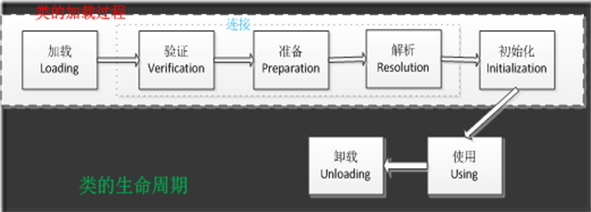 类的加载过程
连接
加载
Loading
验证
Verification
准备
Preparation
解析
Resolution
初始化
Initialization
卸载
Unloading
使用
Using
类的生命周期